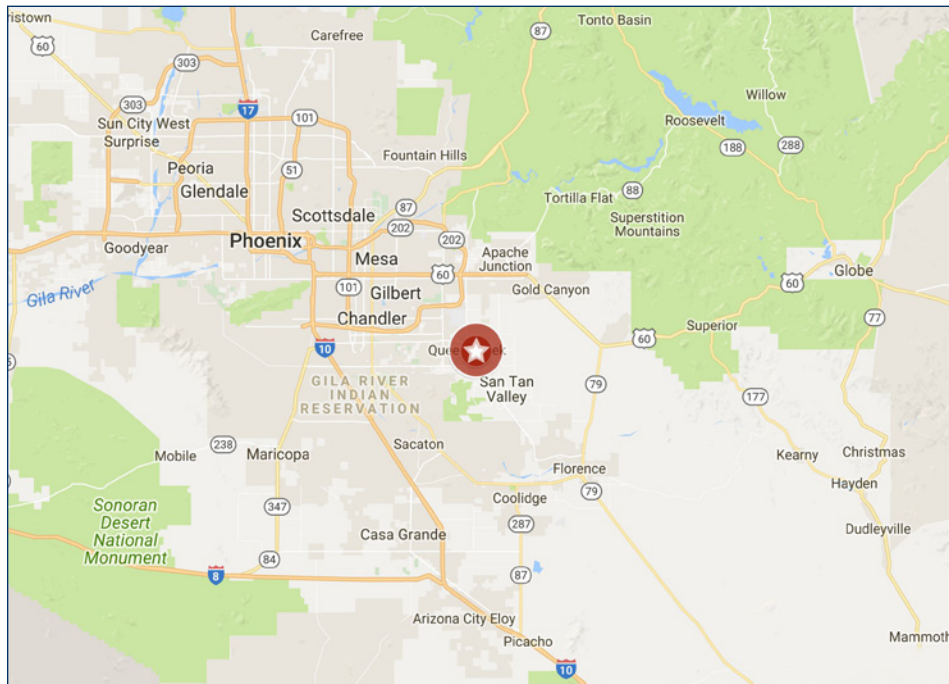 ristown
Carefree
Tonto Basin
87
60
303
303
17
101
Sun City West
Surprise
Willow
Roosevelt
188
288
51
Fountain Hills
Peoria
Glendale
88
Tortilla Flat
Scottsdale
87
202
Superstition
Mountains
Goodyear
Phoenix
202
Mesa
Apache
Junction
60
Globe
Gila River
101
Gilbert
Gold Canyon
60
Chandler
Superior
77
10
60
GILA RIVER
INDIAN
RESERVATION
San Tan
Valley
79
177
238
Sacaton
Mobile
Maricopa
Florence
Kearny
Christmas
Coolidge
79
Hayden
Sonoran
Desert
National
Monument
347
287
Dudleyville
Casa Grande
84
8
87
Arizona City
Eloy
Picacho
Mammoth
10